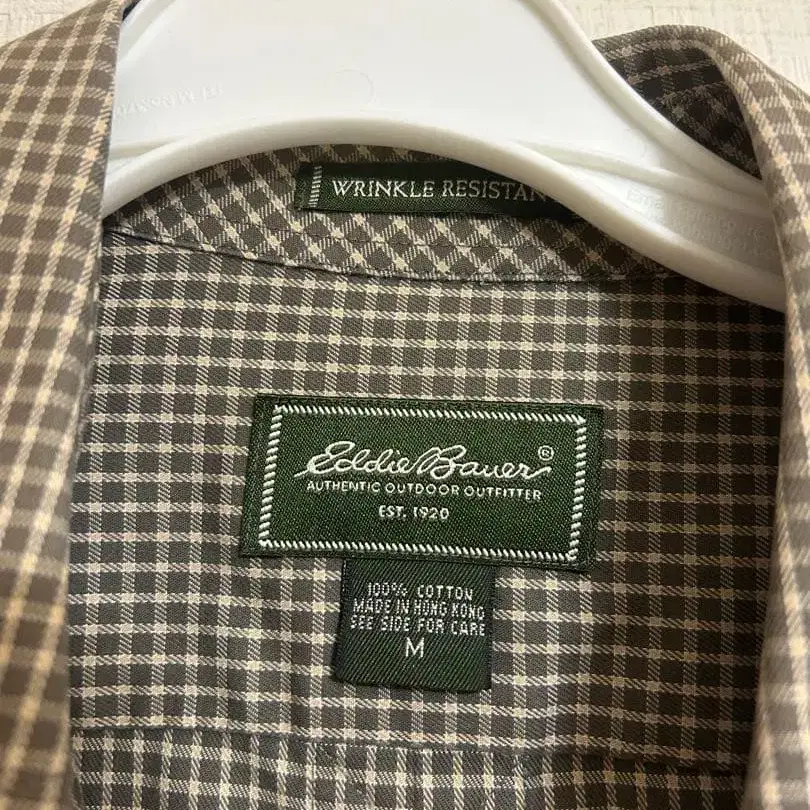 WRINKLE RESISTAN
Eddie Bauer®
AUTHENTIC OUTDOOR OUTFITTER
EST. 1920
100% COTTON
MADE IN HONG KONG
SEE SIDE FOR CARE
M